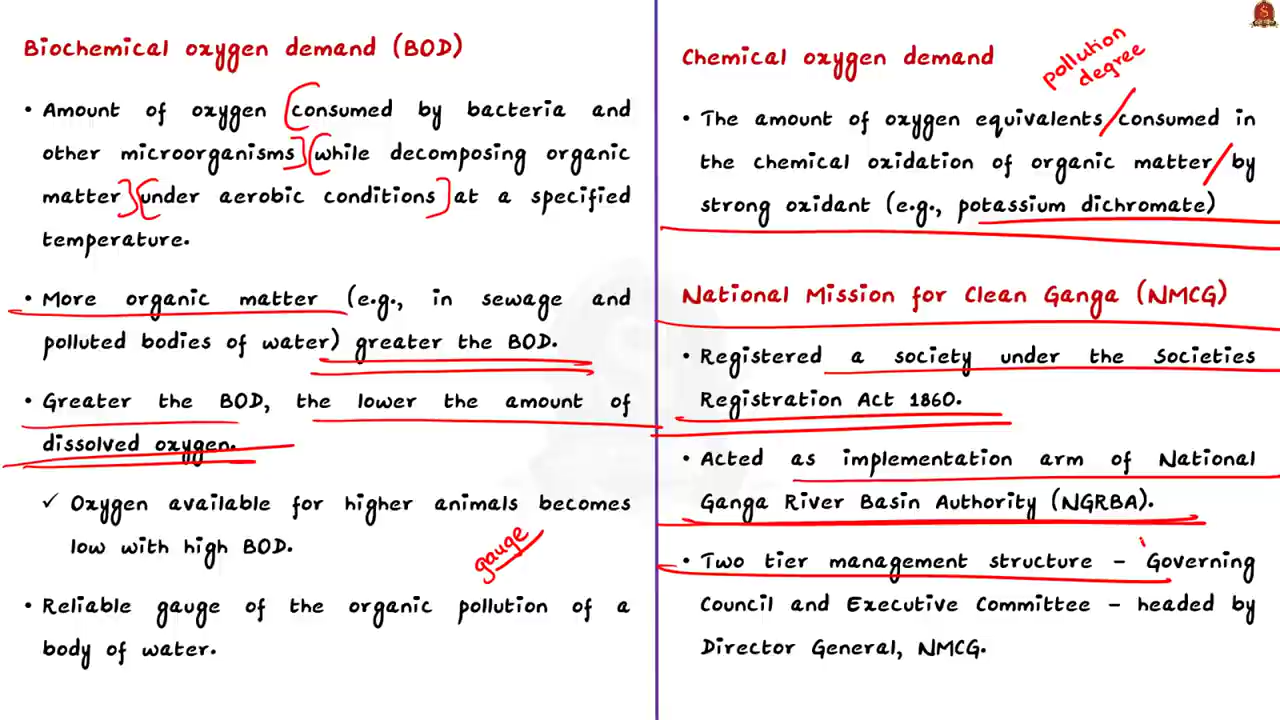 Biochemical oxygen demand (BOD)
• Amount of oxygen consumed by bacteria and
other microorganisms while decomposing organic
matter under aerobic conditions at a specified
temperature.
• More organic matter (e.g., in sewage and
polluted bodies of water) greater the BOD.
• Greater the BOD, the lower the amount of
dissolved oxygen.
✓ Oxygen available for higher animals becomes
low with high BOD.
gauge
• Reliable gauge of the organic pollution of a
body of water.
Chemical oxygen demand
pollution
degree
• The amount of oxygen equivalents consumed in
the chemical oxidation of organic matter by
strong oxidant (e.g., potassium dichromate)
National Mission for Clean Ganga (NMCG)
• Registered a society under the Societies
Registration Act 1860.
• Acted as implementation arm of National
Ganga River Basin Authority (NGRBA).
• Two tier management structure – Governing
Council and Executive Committee – headed by
Director General, NMCG.